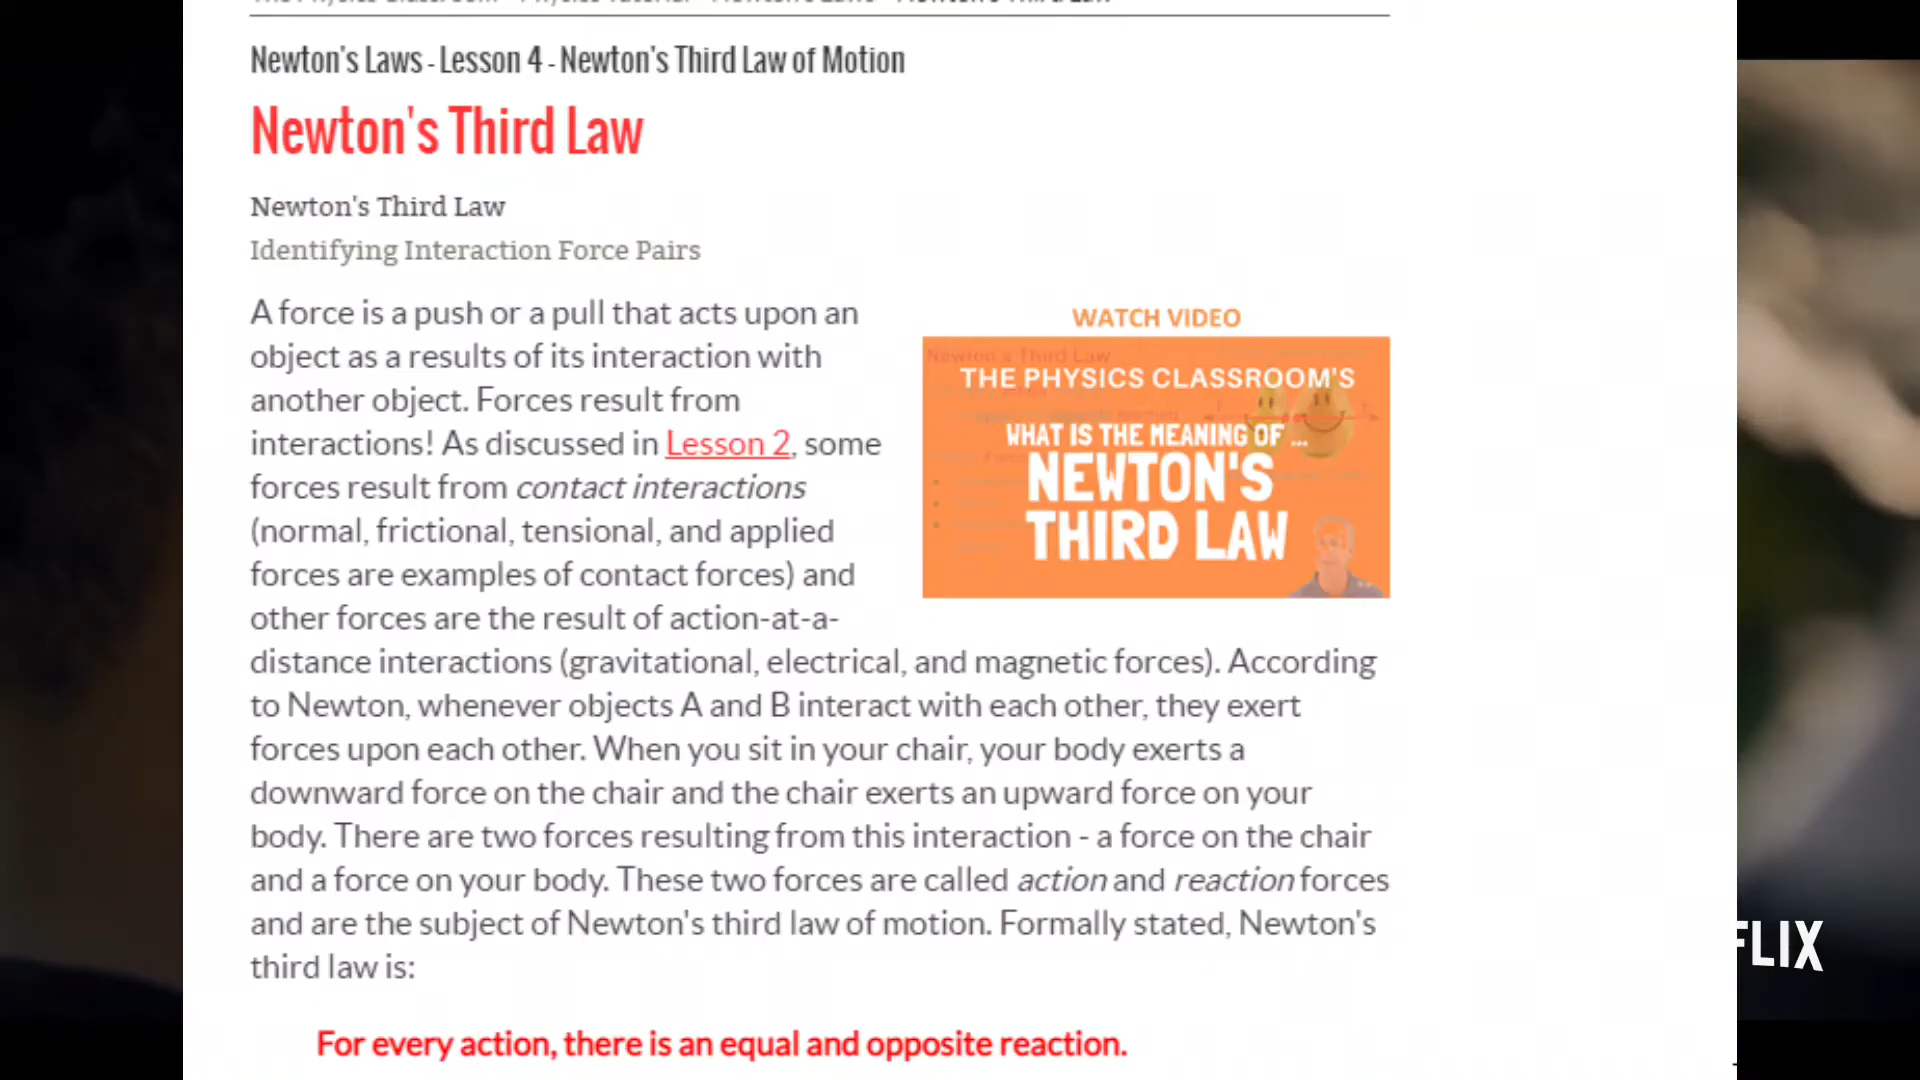 Newton's Laws - Lesson 4 - Newton's Third Law of Motion
Newton's Third Law
Newton's Third Law
Identifying Interaction Force Pairs
A force is a push or a pull that acts upon an
object as a results of its interaction with
another object. Forces result from
interactions! As discussed in Lesson 2, some
forces result from contact interactions
(normal, frictional, tensional, and applied
forces are examples of contact forces) and
other forces are the result of action-at-a-
distance interactions (gravitational, electrical, and magnetic forces). According
to Newton, whenever objects A and B interact with each other, they exert
forces upon each other. When you sit in your chair, your body exerts a
downward force on the chair and the chair exerts an upward force on your
body. There are two forces resulting from this interaction - a force on the chair
and a force on your body. These two forces are called action and reaction forces
and are the subject of Newton's third law of motion. Formally stated, Newton's
third law is:
For every action, there is an equal and opposite reaction.
WATCH VIDEO
Newton's Third Law
THE PHYSICS CLASSROOM'S
WHAT IS THE MEANING OF ...
NEWTON'S
THIRD LAW
FLIX